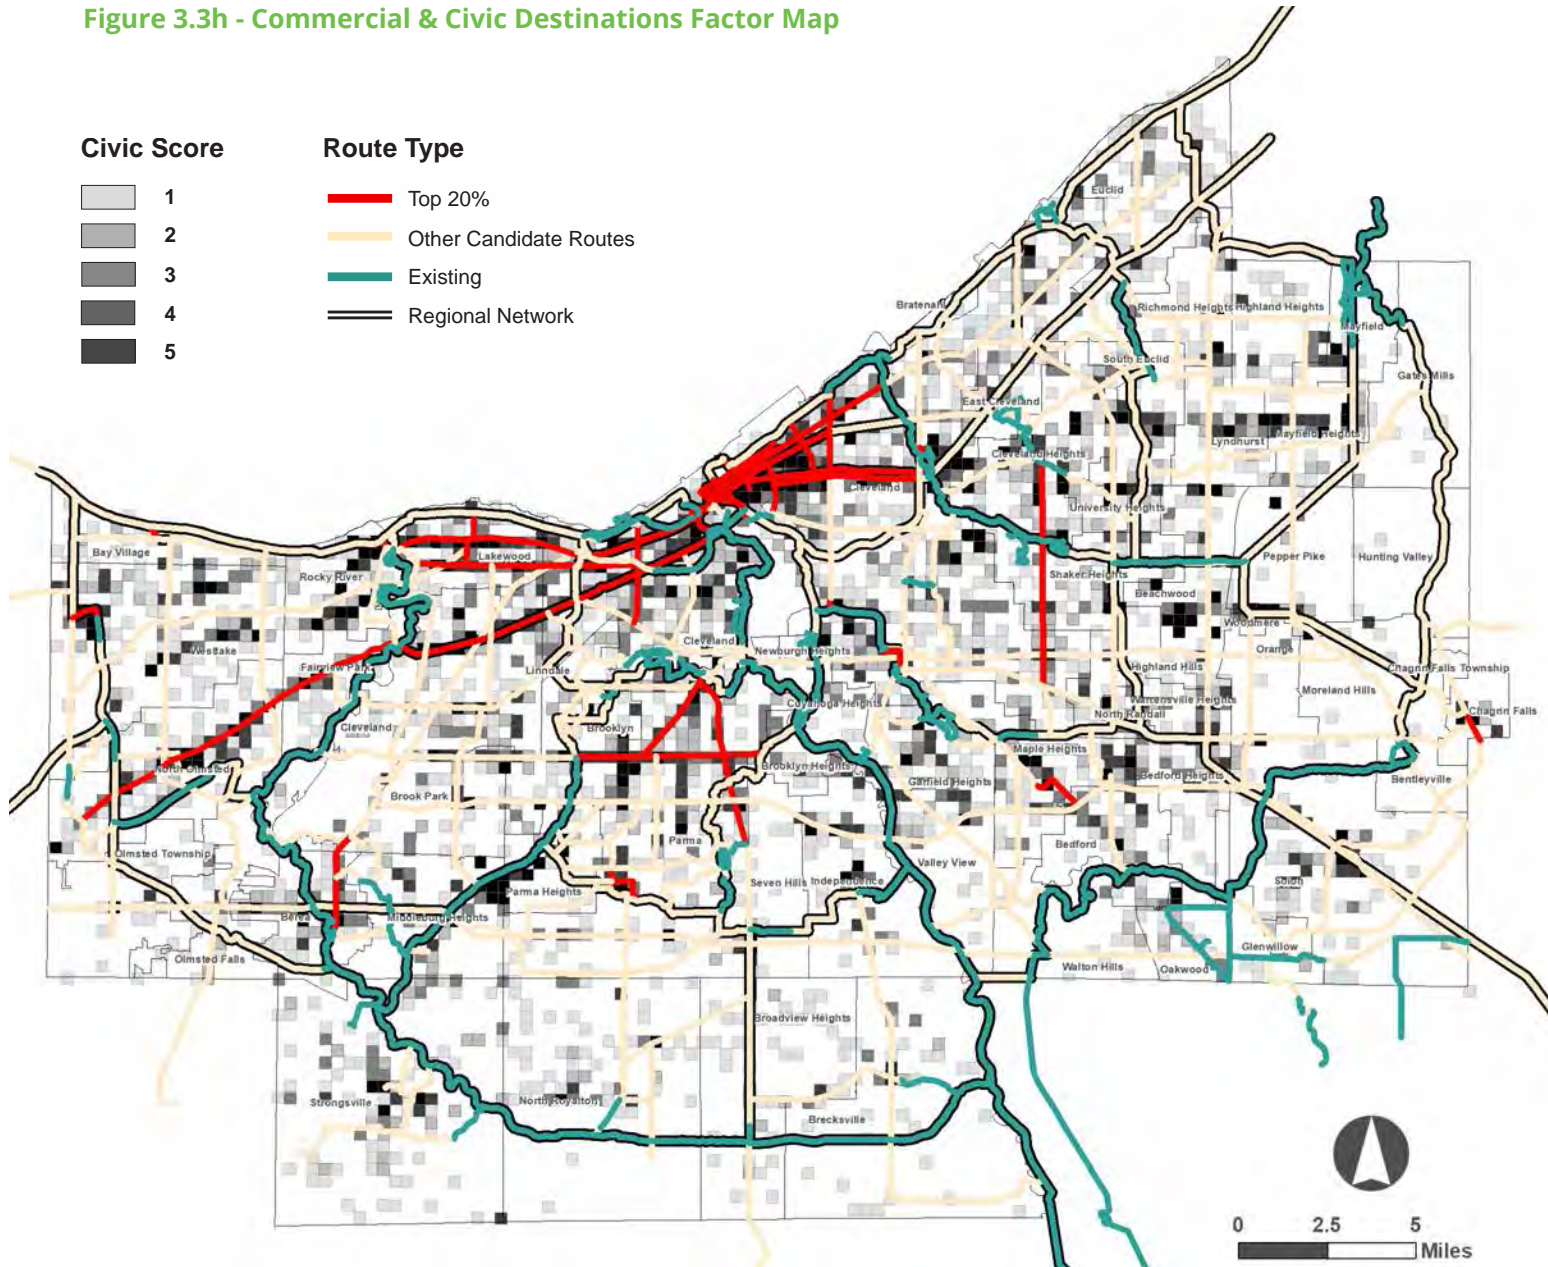 Figure 3.3h - Commercial & Civic Destinations Factor Map
Civic Score
1
2
3
4
5
Route Type
Top 20%
Other Candidate Routes
Existing
Regional Network
Euclid
Bratenahl
Richmond Heights
Highland Heights
Mayfield
South Euclid
Gates Mills
East Cleveland
Lyndhurst
Mayfield Heights
Cleveland Heights
Cleveland
University Heights
Bay Village
Lakewood
Pepper Pike
Hunting Valley
Rocky River
Shaker Heights
Beachwood
Woodmere
Westlake
Cleveland
Newburgh Heights
Orange
Fairview Park
Linndale
Highland Hills
Chagrin Falls Township
Moreland Hills
Warrensville Heights
Cuyahoga Heights
North Randall
Chagrin Falls
Cleveland
Brooklyn
Maple Heights
North Olmsted
Brooklyn Heights
Garfield Heights
Bedford Heights
Bentleyville
Brook Park
Parma
Bedford
Olmsted Township
Valley View
Seven Hills
Independence
Solon
Parma Heights
Berea
Middleburg Heights
Glenwillow
Olmsted Falls
Walton Hills
Oakwood
Broadview Heights
Strongsville
North Royalton
Brecksville
0 2.5 5
Miles